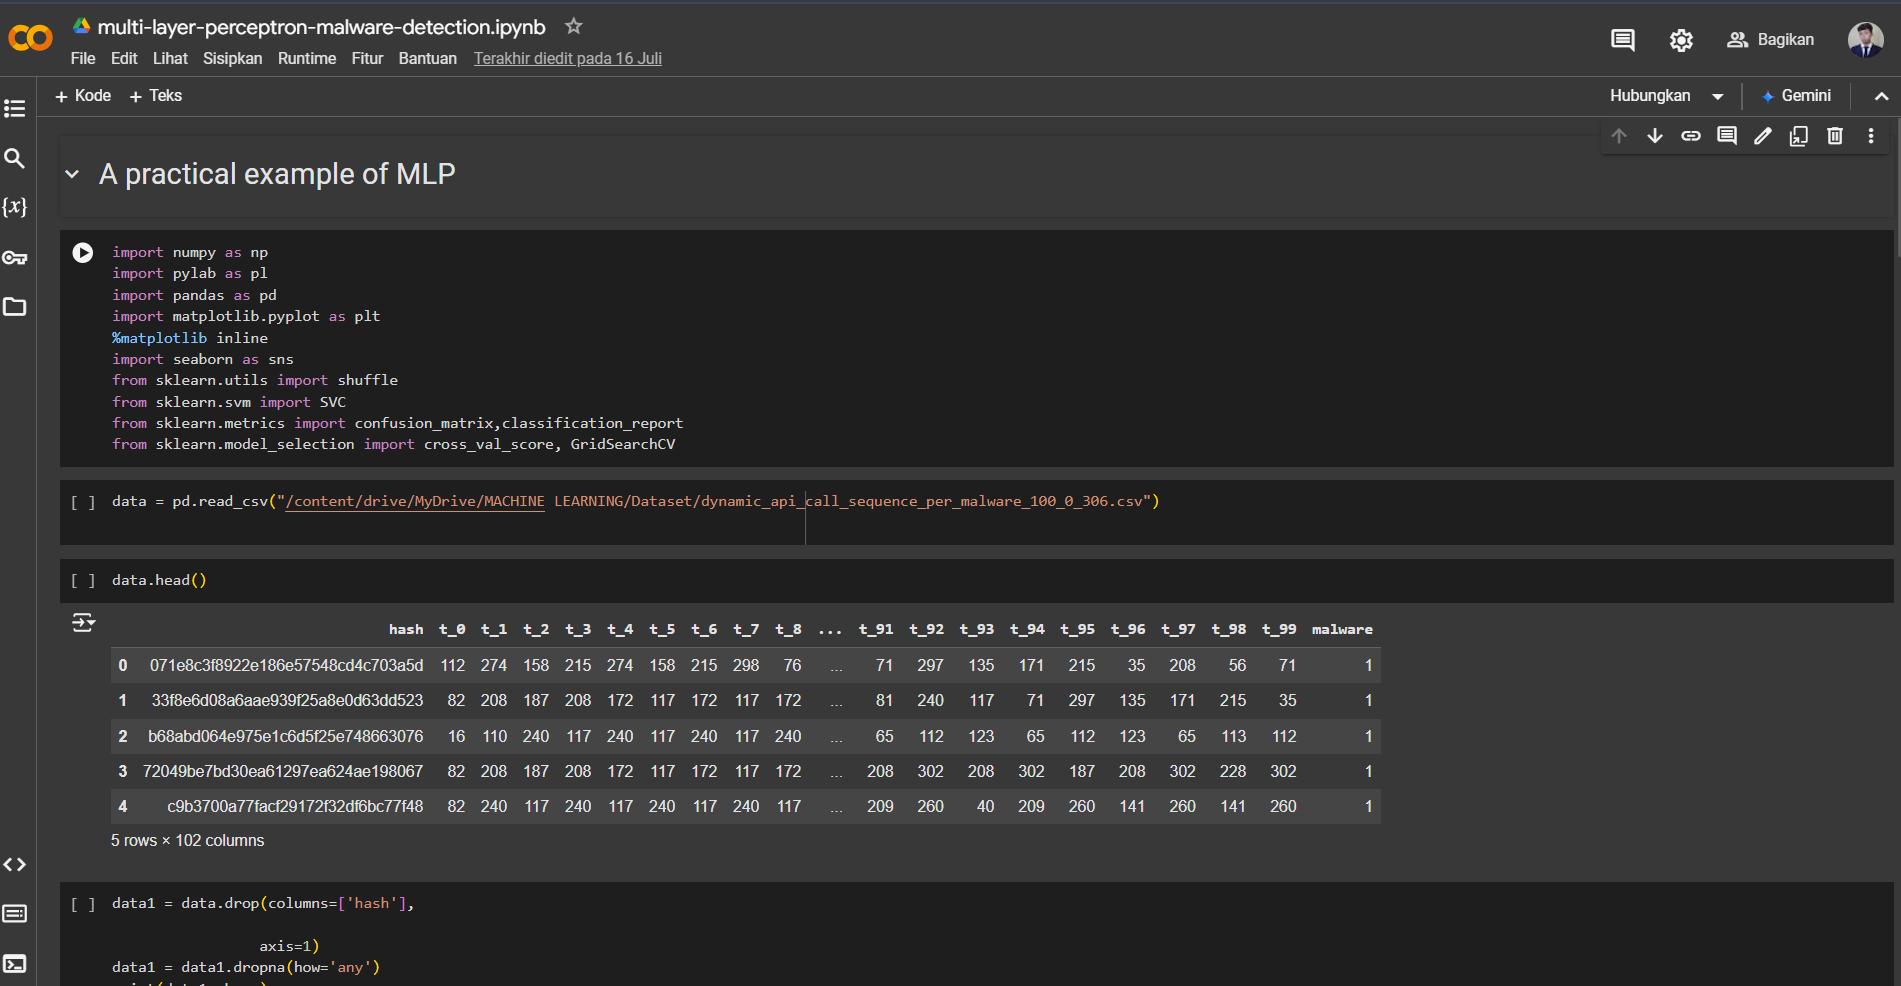 multi-layer-perceptron-malware-detection.ipynb
File Edit Lihat Sisipkan Runtime Fitur Bantuan Terakhir diedit pada 16 Juli
Bagikan
+ Kode + Teks
Hubungkan Gemini
A practical example of MLP
import numpy as np
import pylab as pl
import pandas as pd
import matplotlib.pyplot as plt
%matplotlib inline
import seaborn as sns
from sklearn.utils import shuffle
from sklearn.svm import SVC
from sklearn.metrics import confusion_matrix,classification_report
from sklearn.model_selection import cross_val_score, GridSearchCV
[ ] data = pd.read_csv("/content/drive/MyDrive/MACHINE LEARNING/Dataset/dynamic_api_call_sequence_per_malware_100_0_306.csv")
[ ] data.head()
hash t_0 t_1 t_2 t_3 t_4 t_5 t_6 t_7 t_8 ... t_91 t_92 t_93 t_94 t_95 t_96 t_97 t_98 t_99 malware
0 071e8c3f8922e186e57548cd4c703a5d 112 274 158 215 274 158 215 298 76 ... 71 297 135 171 215 35 208 56 71 1
1 33f8e6d08a6aae939f25a8e0d63dd523 82 208 187 208 172 117 172 117 172 ... 81 240 117 71 297 135 171 215 35 1
2 b68abd064e975e1c6d5f25e748663076 16 110 240 117 240 117 240 117 240 ... 65 112 123 65 112 123 65 113 112 1
3 72049be7bd30ea61297ea624ae198067 82 208 187 208 172 117 172 117 172 ... 208 302 208 302 187 208 302 228 302 1
4 c9b3700a77facf29172f32df6bc77f48 82 240 117 240 117 240 117 240 117 ... 209 260 40 209 260 141 260 141 260 1
5 rows × 102 columns
[ ] data1 = data.drop(columns=['hash'],
axis=1)
data1 = data1.dropna(how='any')